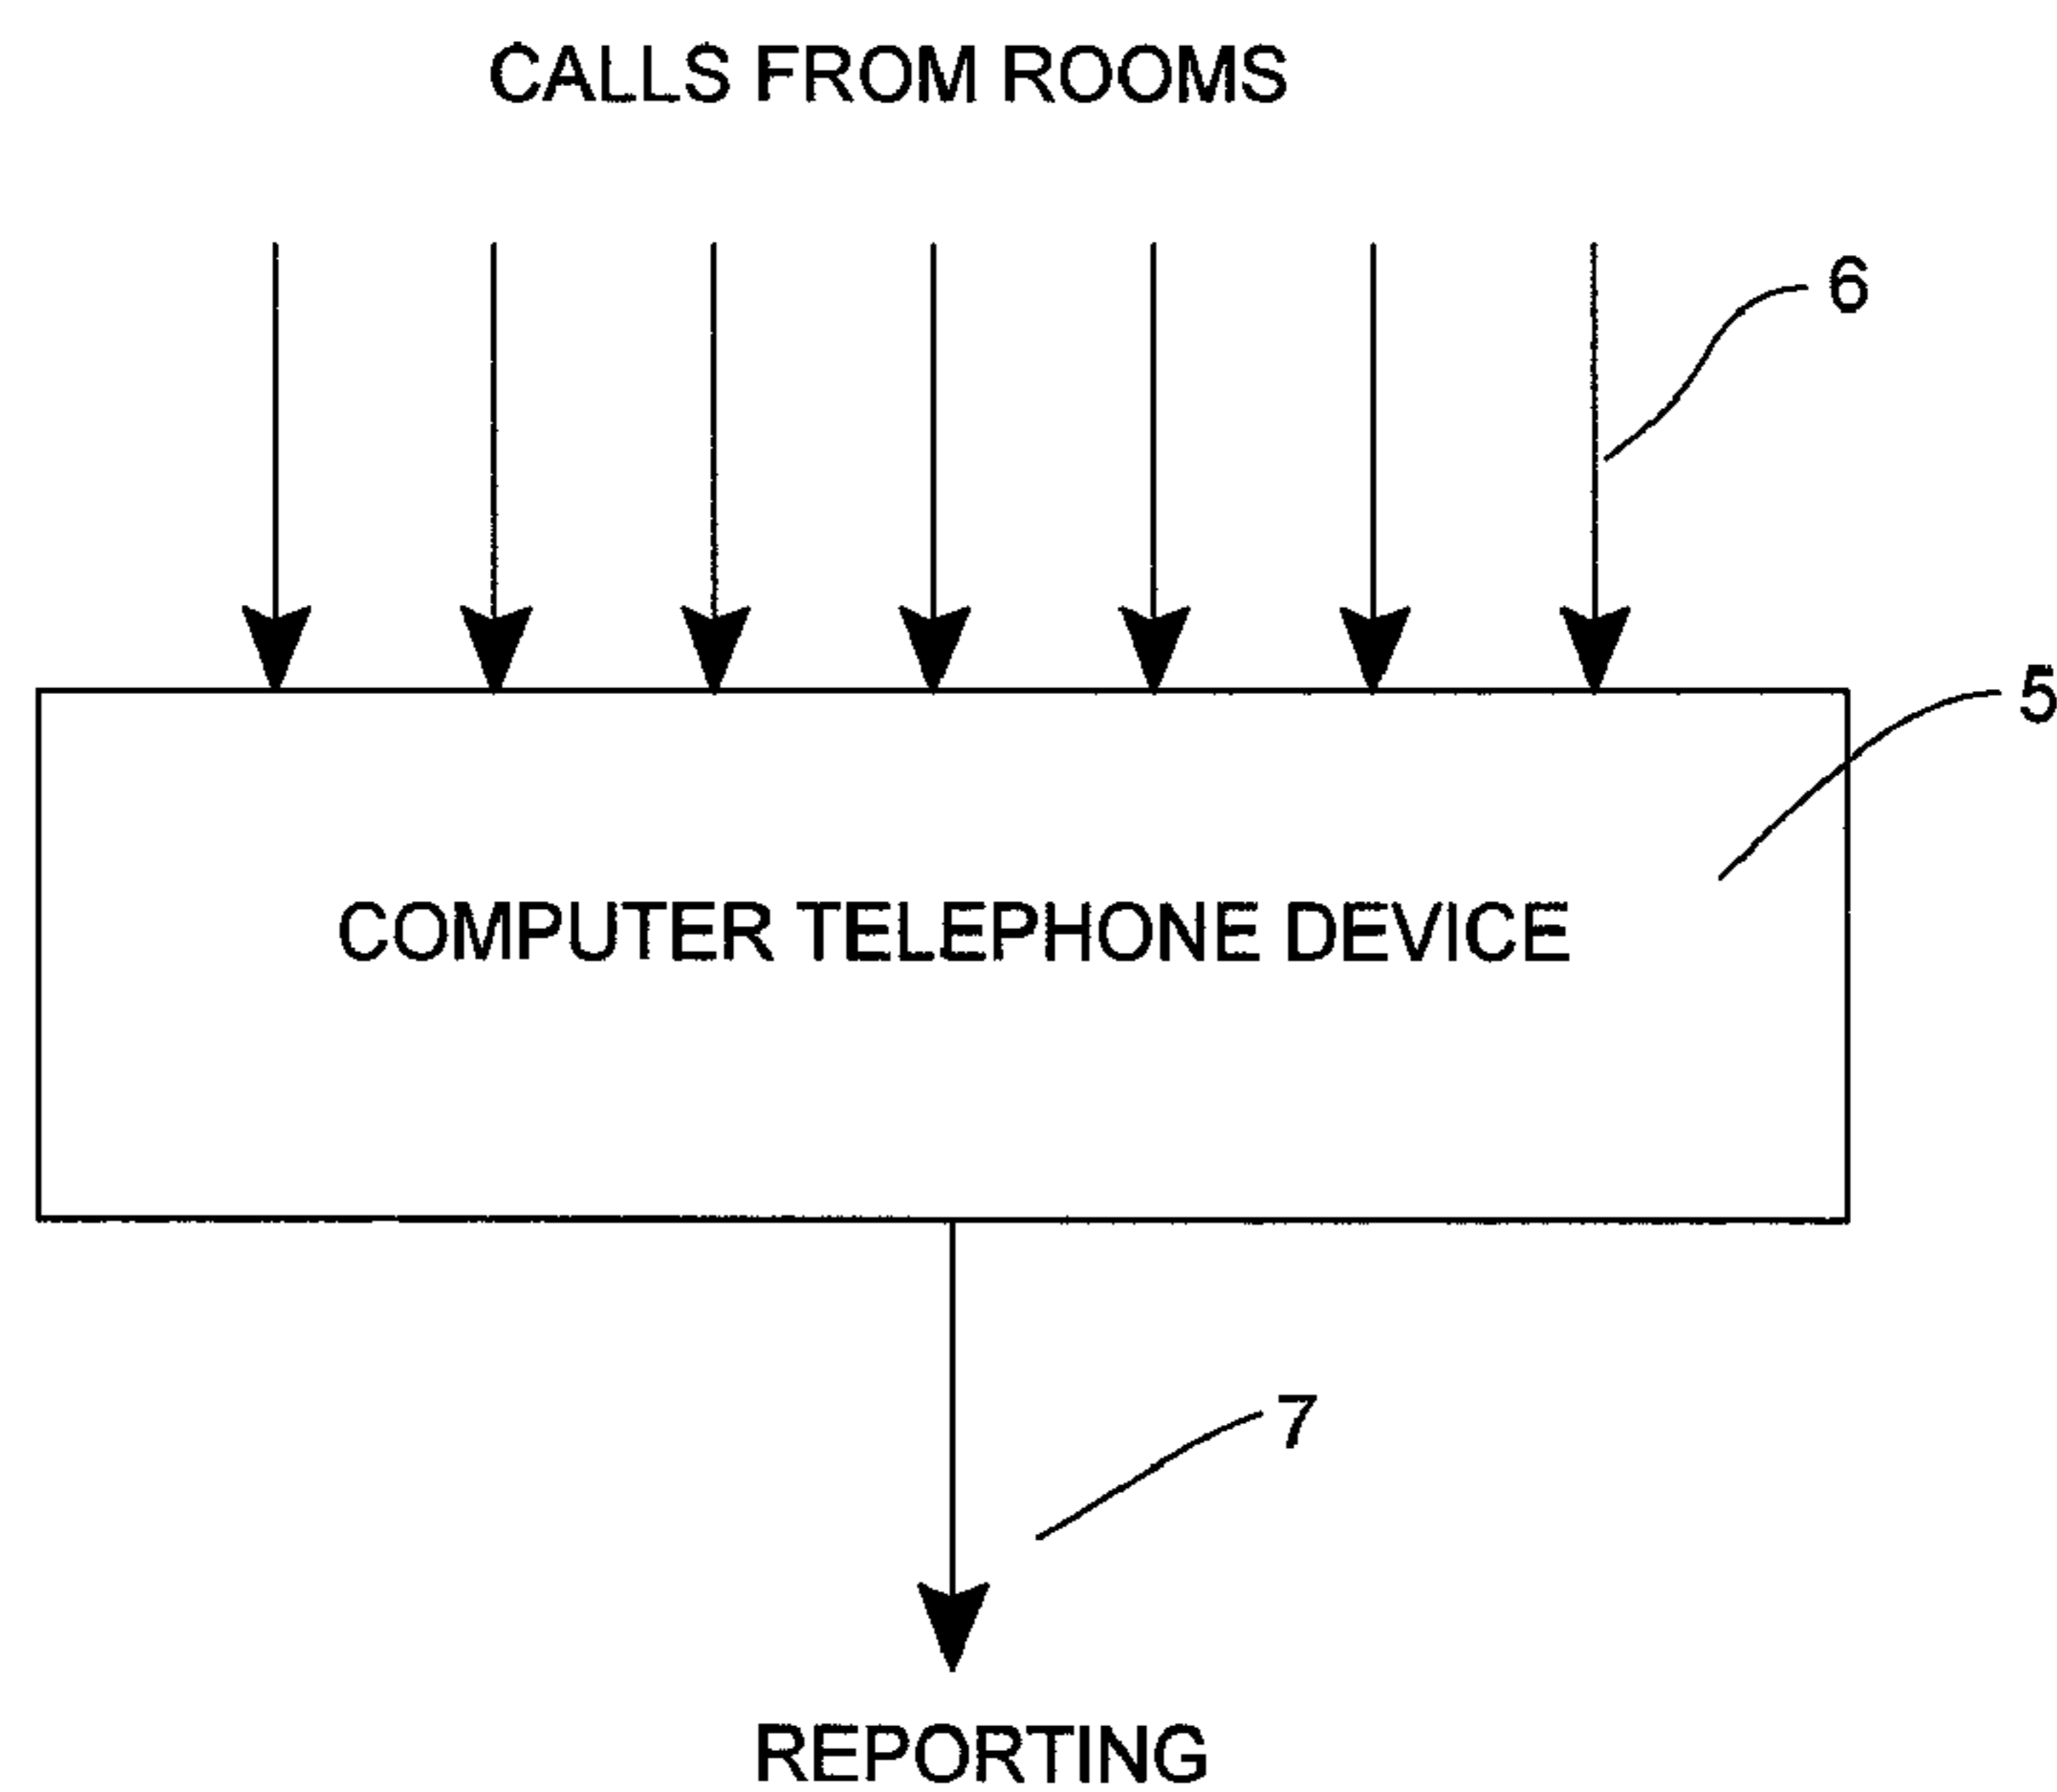 CALLS FROM ROOMS
6
5
COMPUTER TELEPHONE DEVICE
7
REPORTING